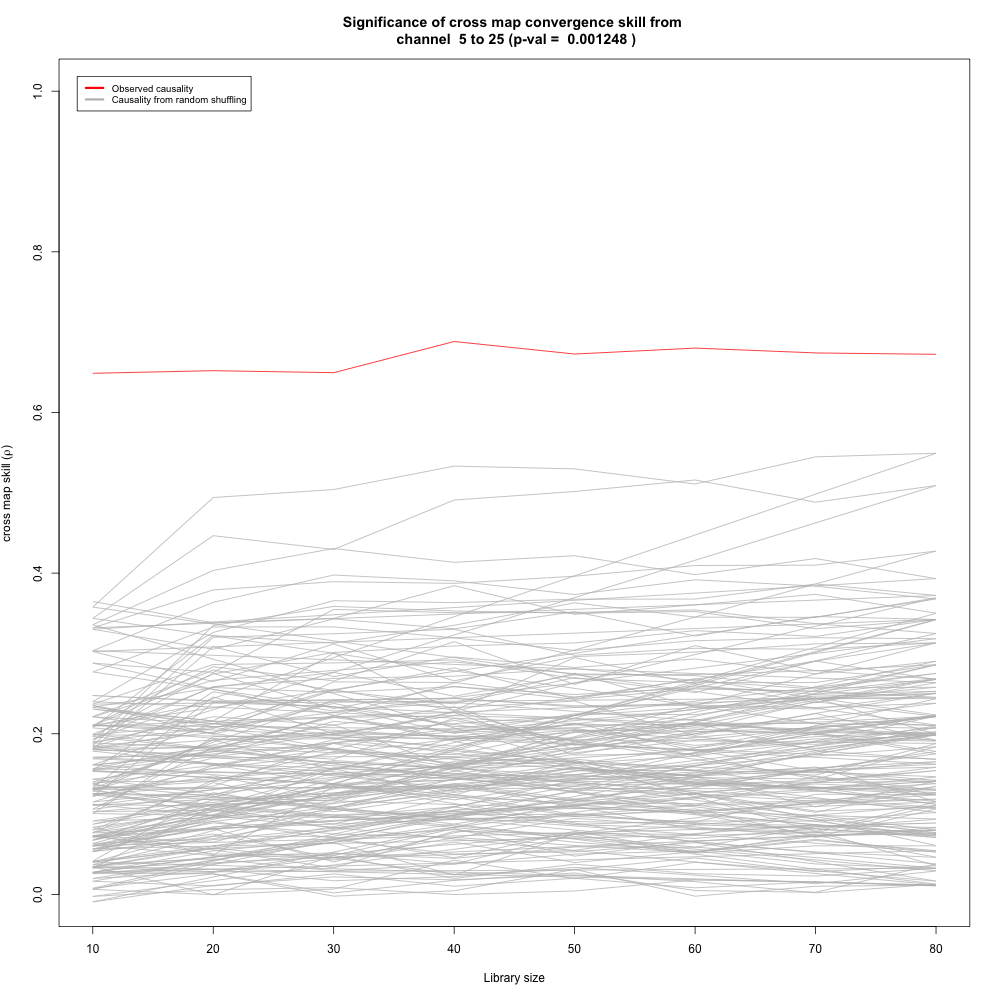 Significance of cross map convergence skill from
channel  5 to 25 (p-val =  0.001248 )
Observed causality
Causality from random shuffling
1.0
0.8
0.6
0.4
0.2
0.0
cross map skill (ρ)
10 20 30 40 50 60 70 80
Library size